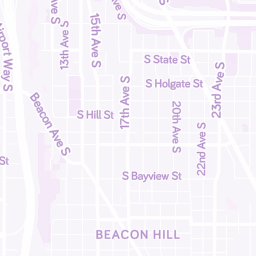 Airport Way S
13th Ave S
15th Ave S
S State St
S Holgate St
17th Ave S
20th Ave S
23rd Ave S
22nd Ave S
S Hill St
Beacon Ave S
St
S Bayview St
BEACON HILL